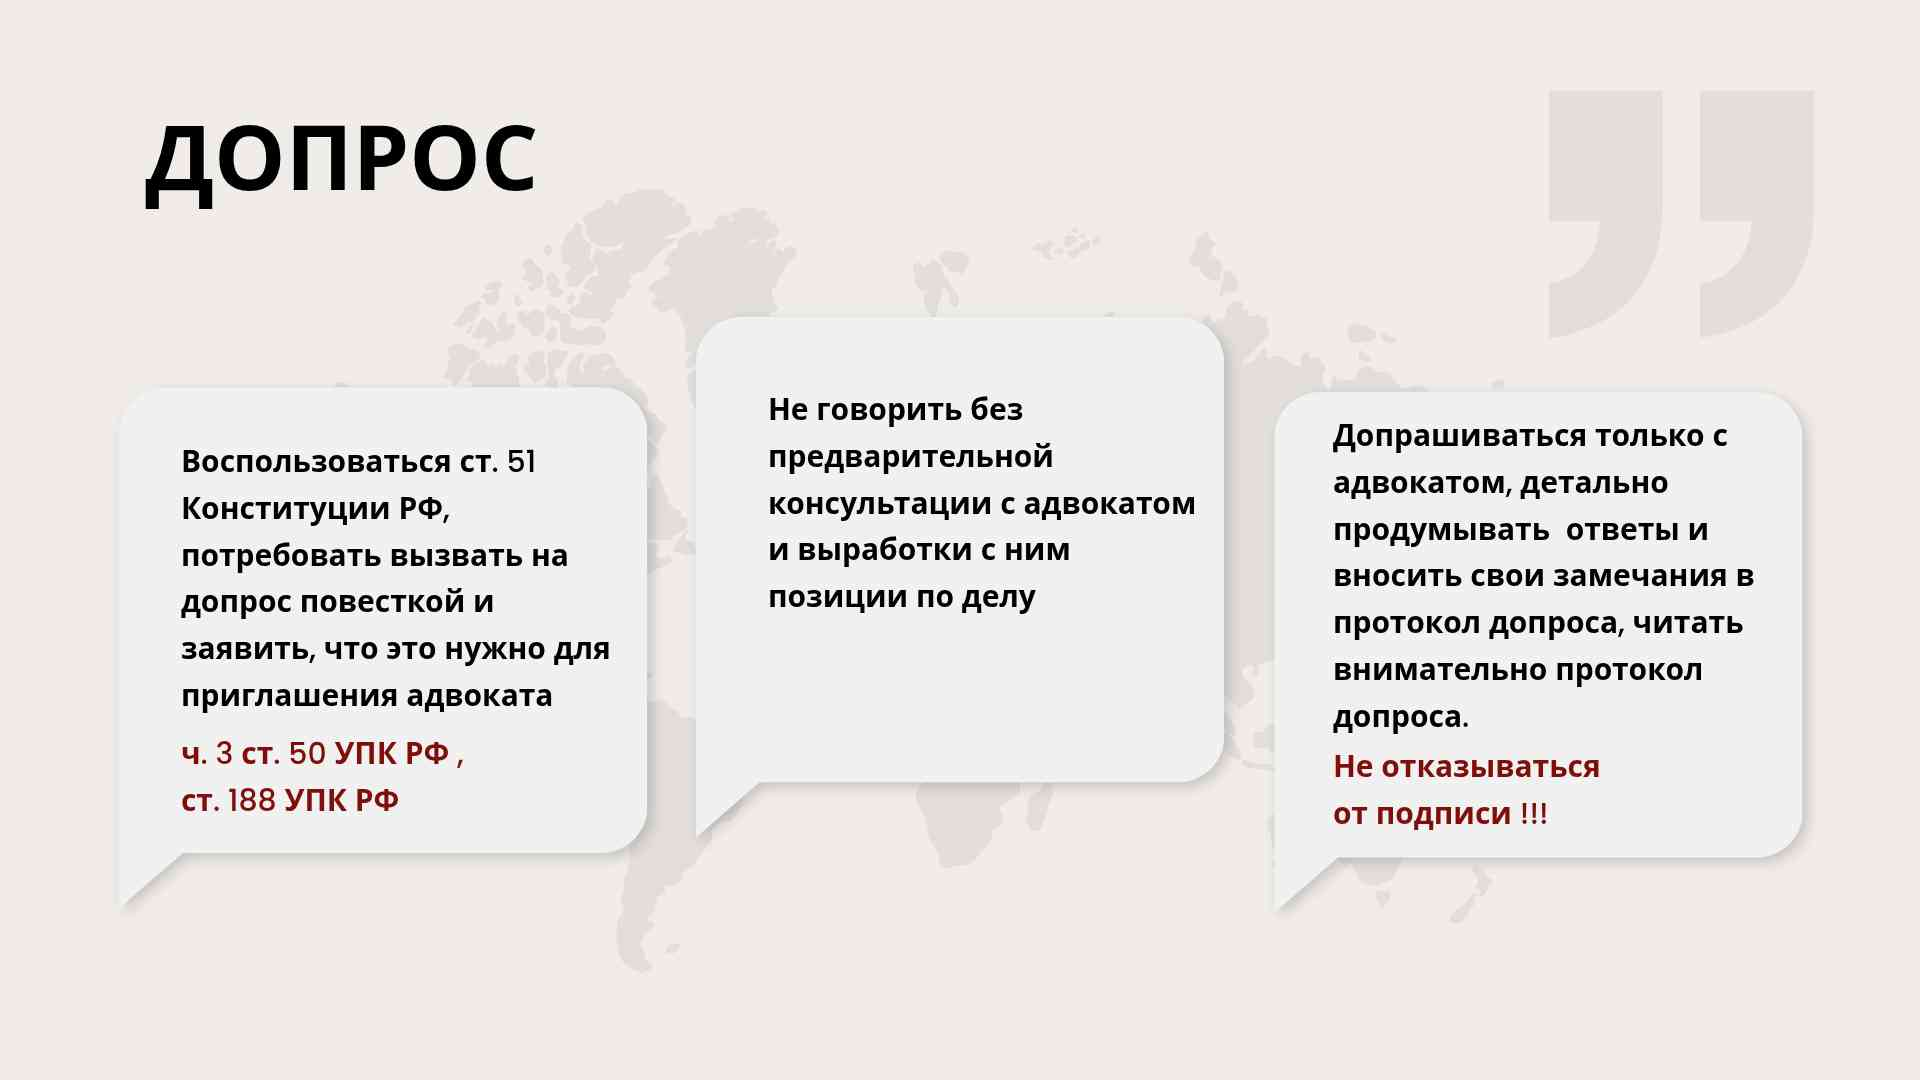 ДОПРОС
Воспользоваться ст. 51
Конституции РФ,
потребовать вызвать на
допрос повесткой и
заявить, что это нужно для
приглашения адвоката
ч. 3 ст. 50 УПК РФ ,
ст. 188 УПК РФ
Не говорить без
предварительной
консультации с адвокатом
и выработки с ним
позиции по делу
Допрашиваться только с
адвокатом, детально
продумывать  ответы и
вносить свои замечания в
протокол допроса, читать
внимательно протокол
допроса.
Не отказываться
от подписи !!!